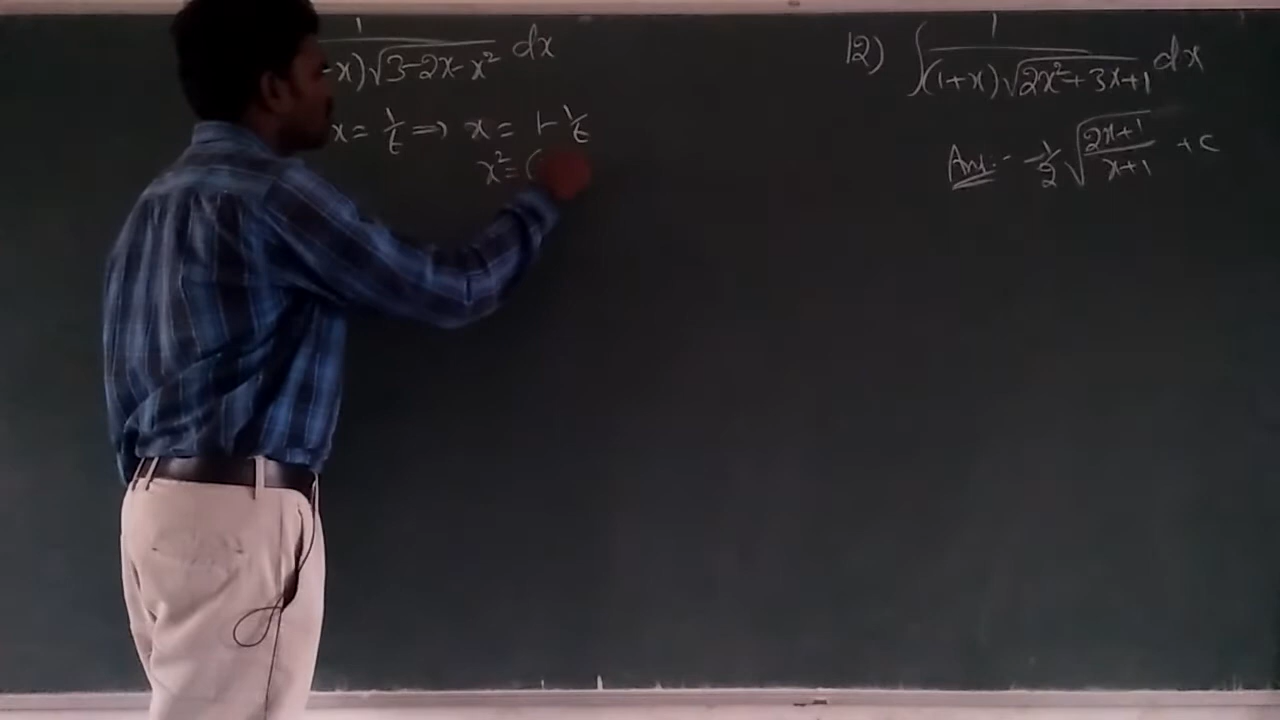 1
-x)√3-2x-x² dx
x = 1/t ⇒ x = 1-1/t
x² = (
12) ∫ 1/(1+x)√2x²+3x+1 dx
Ans:- -1/2 √2x+1/x+1 + c